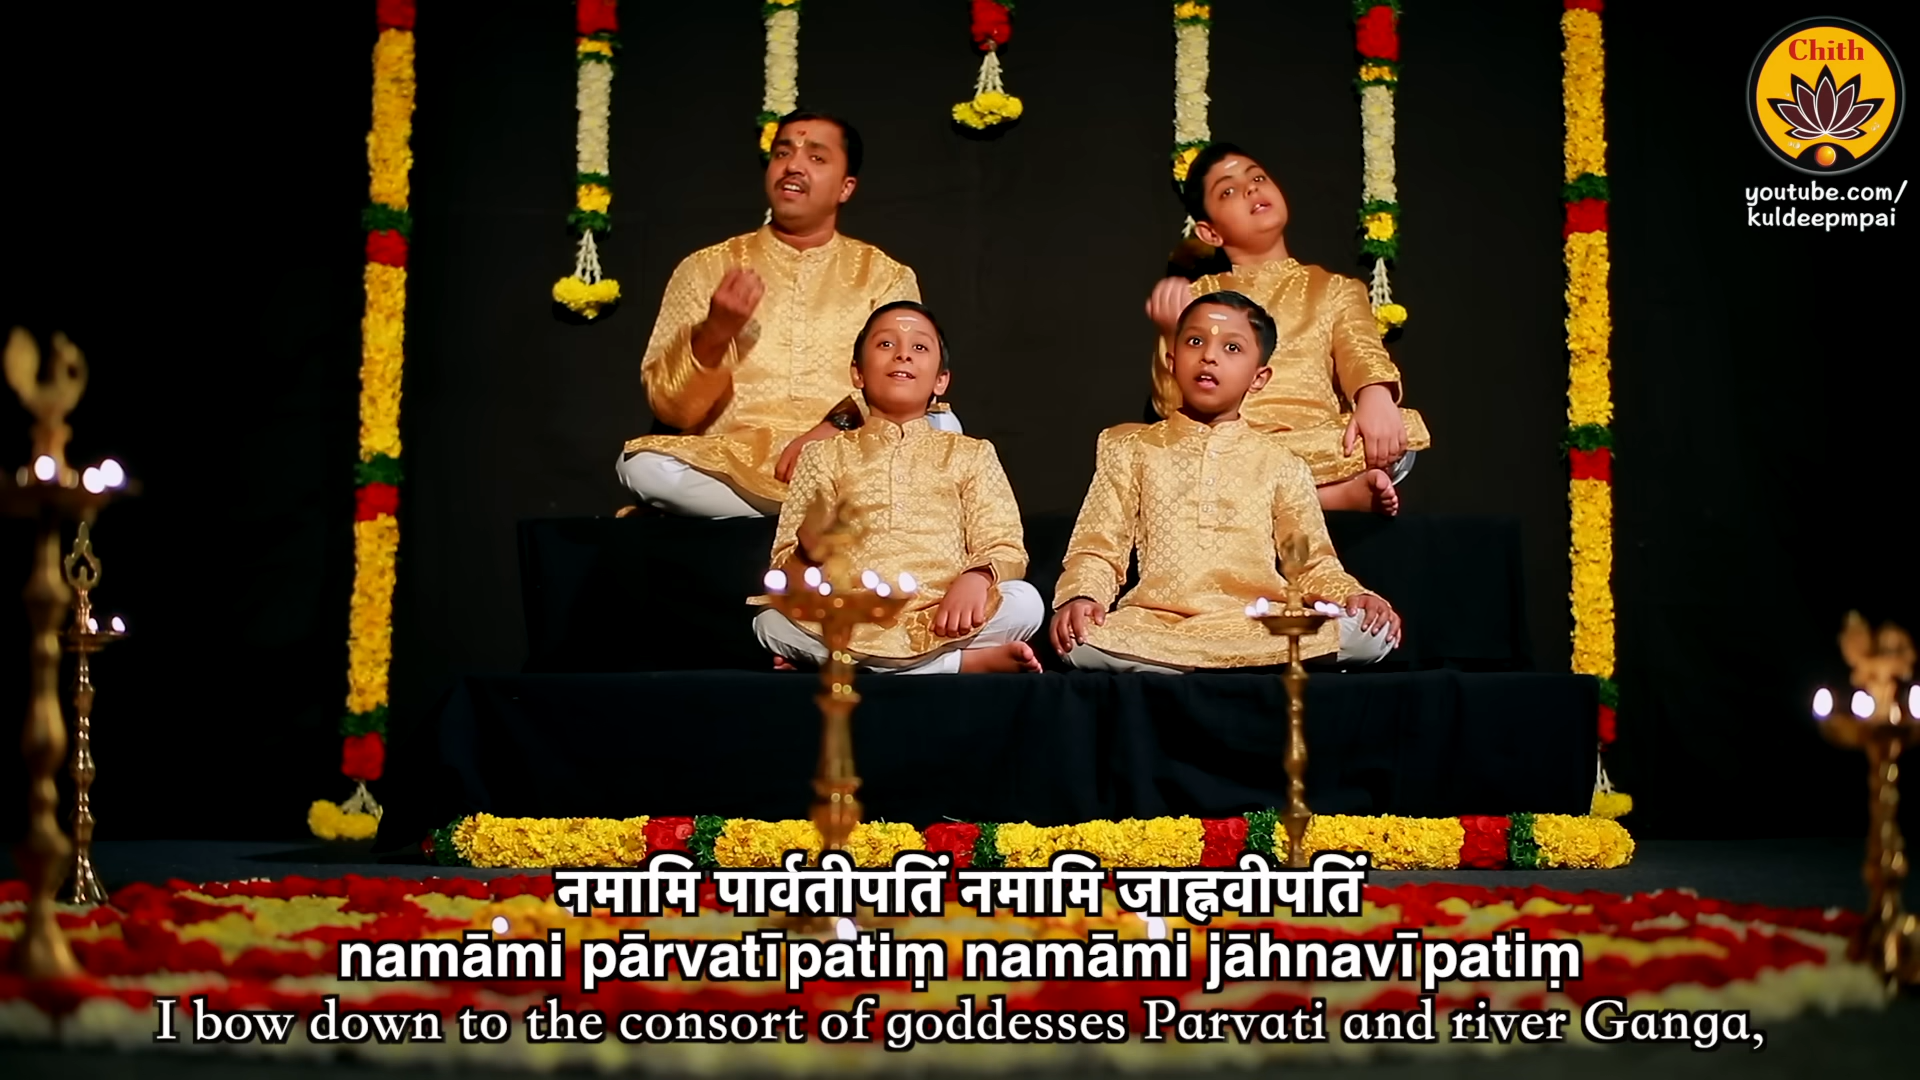 Chith
youtube.com/
kuldeepmpai
नमामि पार्वतीपतिं नमामि जाह्नवीपतिं
namāmi pārvatīpatiṃ namāmi jāhnavīpatiṃ
I bow down to the consort of goddesses Parvati and river Ganga,